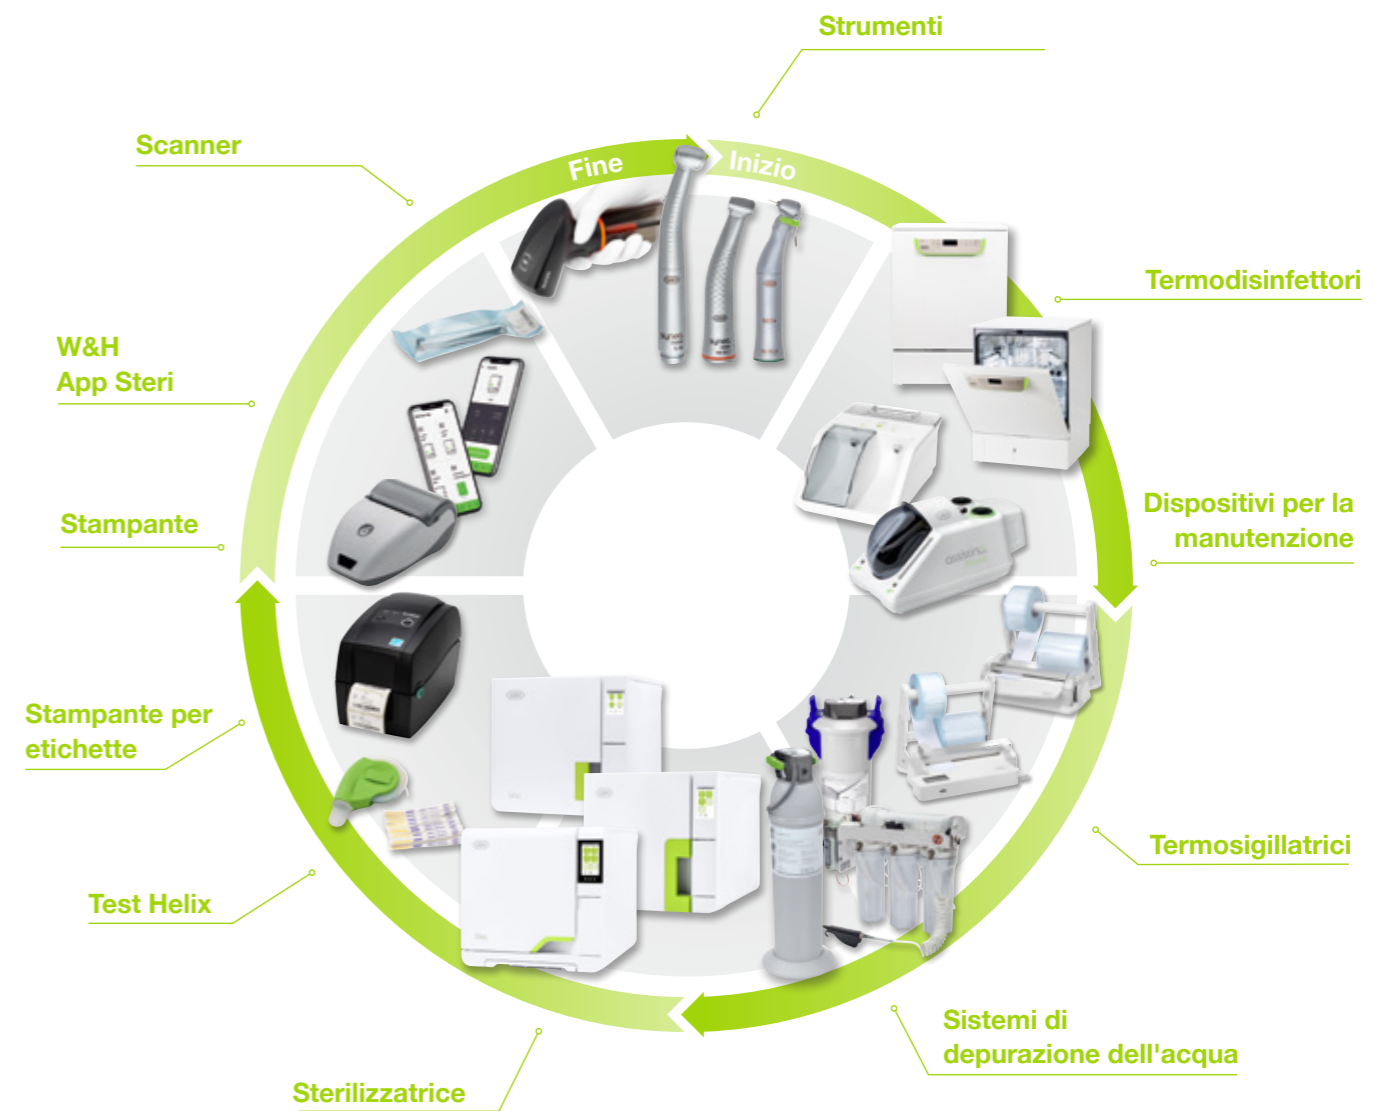 Strumenti
Scanner
Fine
Inizio
Termodisinfettori
W&H
App Steri
Dispositivi per la
manutenzione
Stampante
assistina
Stampante per
etichette
Termosigillatrici
Test Helix
Sistemi di
depurazione dell'acqua
Sterilizzatrice